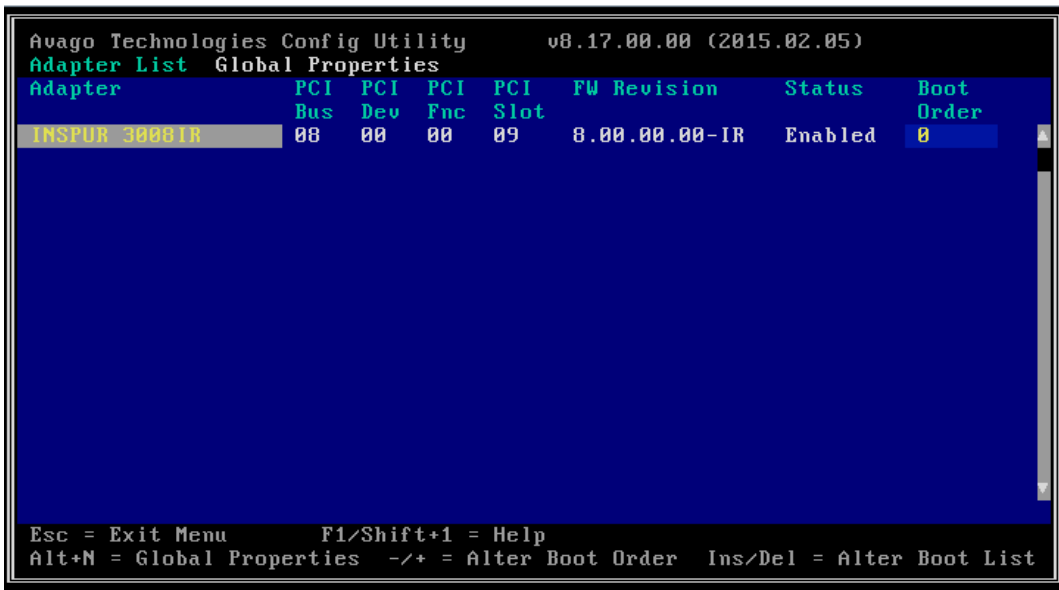 Avago Technologies Config Utility v8.17.00.00 (2015.02.05)
Adapter List Global Properties
Adapter PCI PCI PCI PCI FW Revision Status Boot
Bus Dev Fnc Slot Order
INSPUR 3008IR 08 00 00 09 8.00.00.00-IR Enabled 0
Esc = Exit Menu F1/Shift+1 = Help
Alt+N = Global Properties -/+ = Alter Boot Order Ins/Del = Alter Boot List